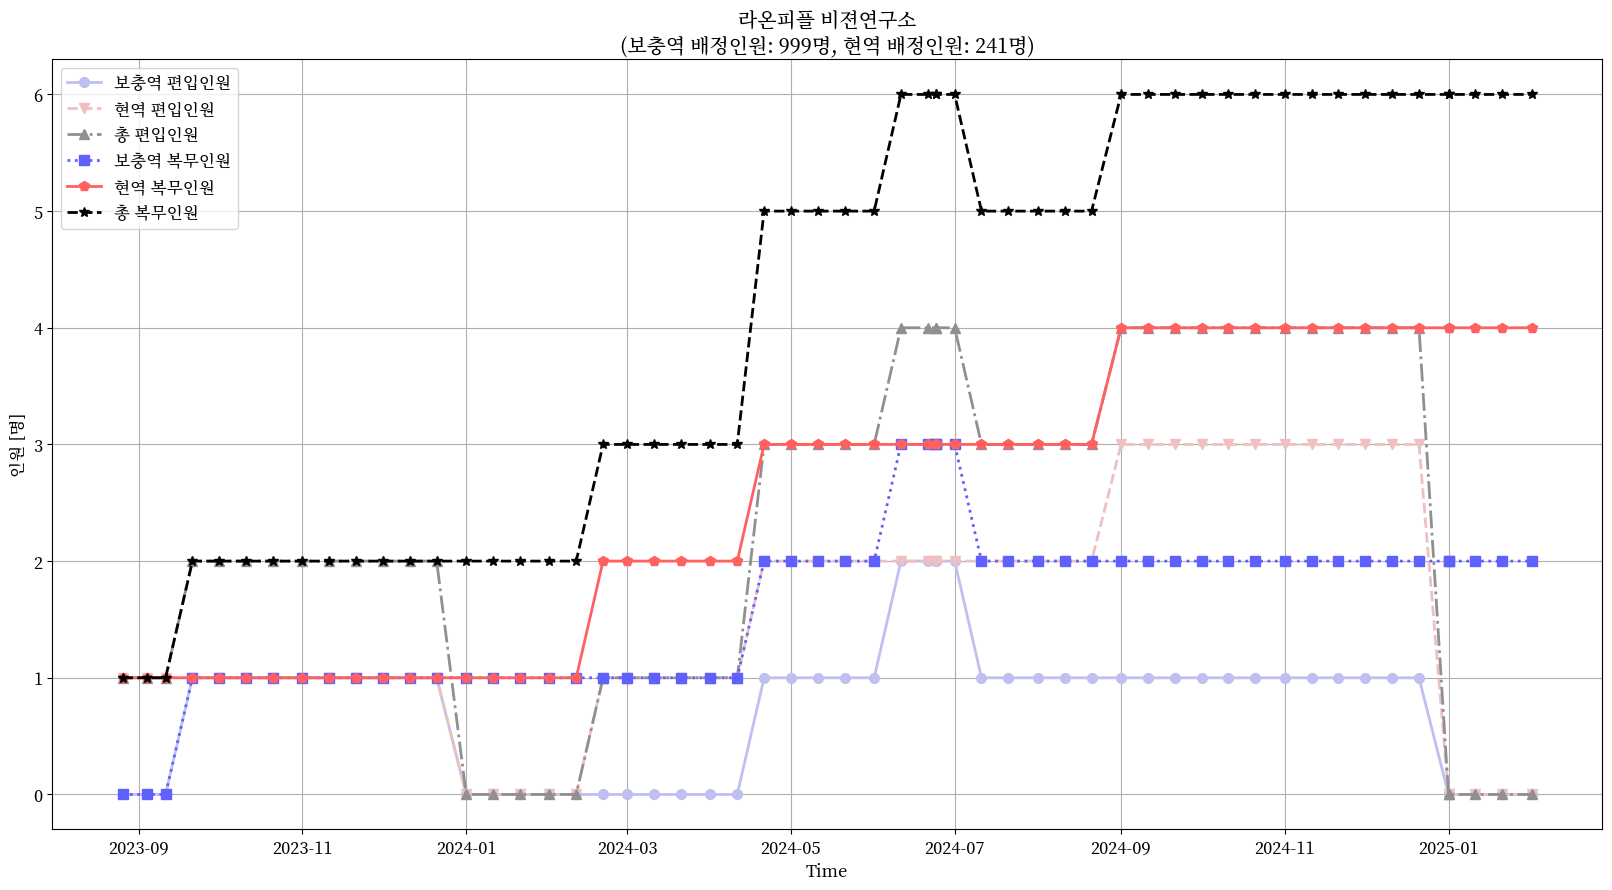 라온피플 비젼연구소
(보충역 배정인원: 999명, 현역 배정인원: 241명)
보충역 편입인원
현역 편입인원
총 편입인원
보충역 복무인원
현역 복무인원
총 복무인원
인원 [명]
6
5
4
3
2
1
0
2023-09
2023-11
2024-01
2024-03
2024-05
2024-07
2024-09
2024-11
2025-01
Time